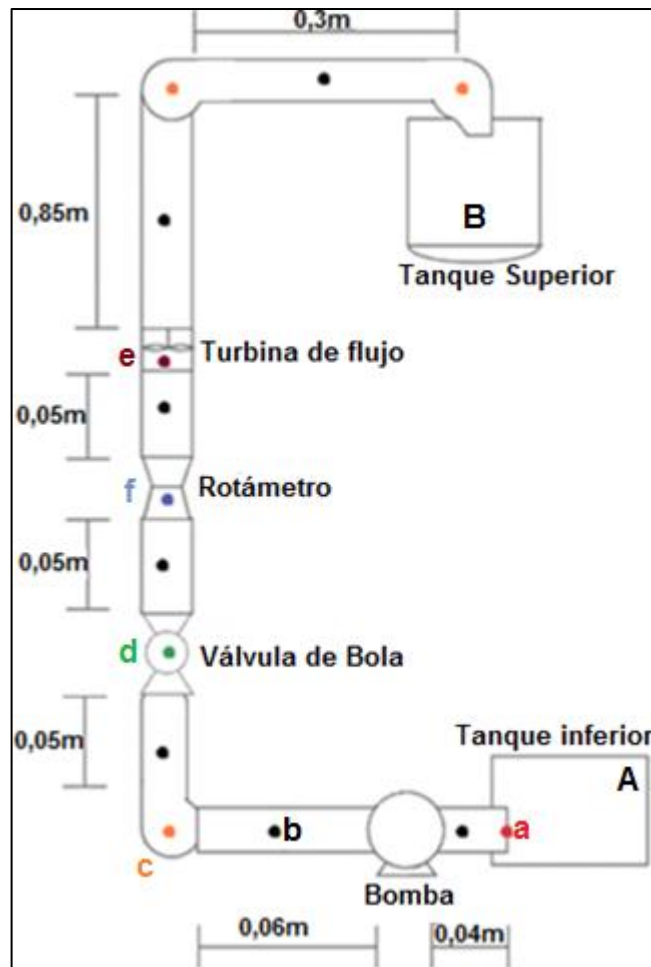 0,3m
0,85m
B
Tanque Superior
e
Turbina de flujo
0,05m
f
Rotámetro
0,05m
d
Válvula de Bola
0,05m
Tanque inferior
A
b
a
c
Bomba
0,06m
0,04m